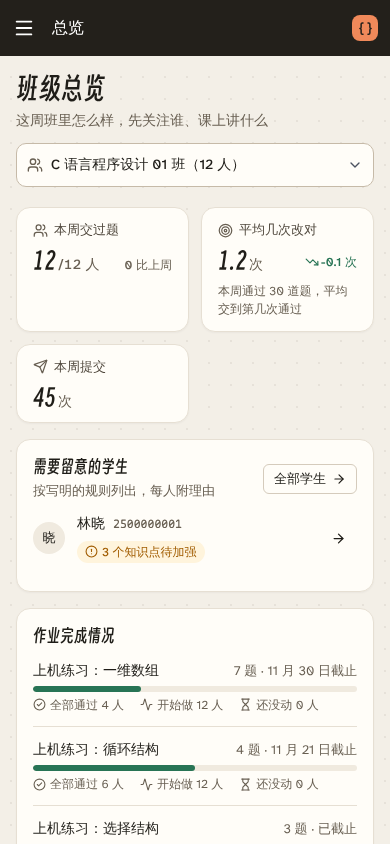 总览
{ }
班级总览
这周班里怎么样，先关注谁、课上讲什么
C 语言程序设计 01 班（12 人）
本周交过题
12/12 人
0 比上周
平均几次改对
1.2 次
-0.1 次
本周通过 30 道题，平均
交到第几次通过
本周提交
45 次
需要留意的学生
按写明的规则列出，每人附理由
全部学生
晓
林晓 2500000001
3 个知识点待加强
作业完成情况
上机练习：一维数组
7 题 · 11 月 30 日截止
全部通过 4 人 开始做 12 人 还没动 0 人
上机练习：循环结构
4 题 · 11 月 21 日截止
全部通过 6 人 开始做 12 人 还没动 0 人
上机练习：选择结构
3 题 · 已截止